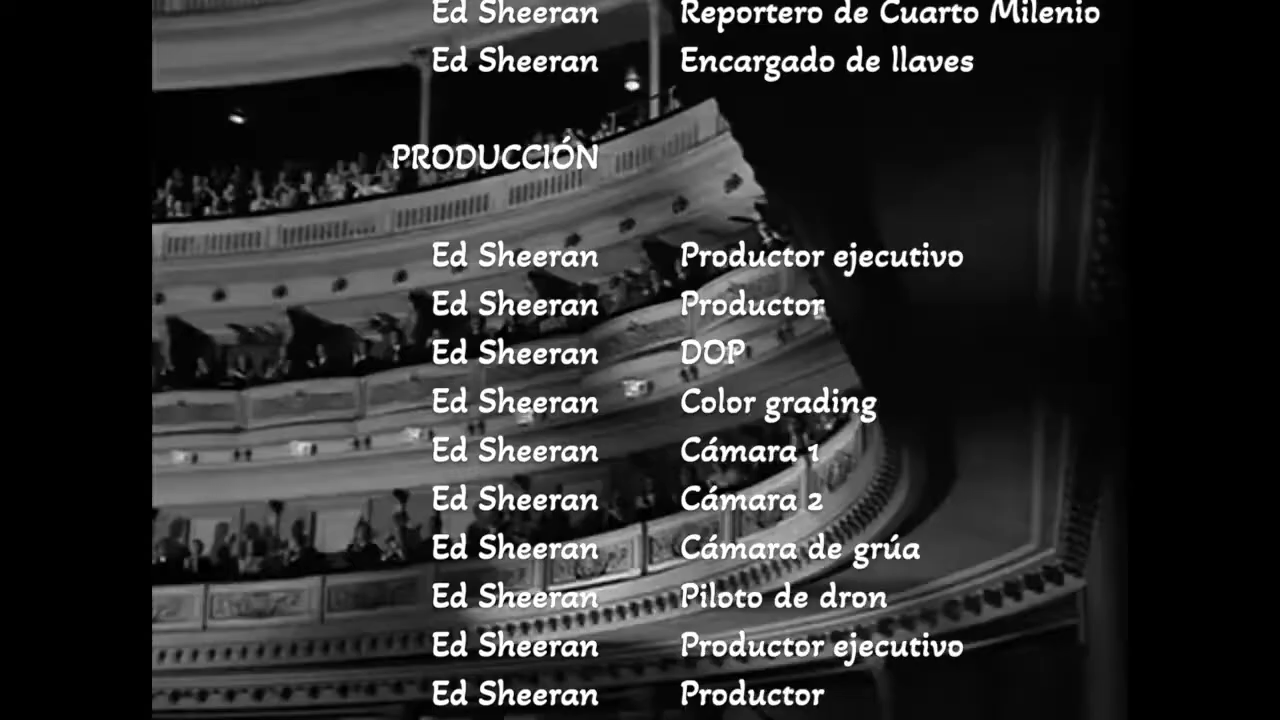 Ed Sheeran Reportero de Cuarto Milenio
Ed Sheeran Encargado de llaves
PRODUCCIÓN
Ed Sheeran Productor ejecutivo
Ed Sheeran Productor
Ed Sheeran DOP
Ed Sheeran Color grading
Ed Sheeran Cámara 1
Ed Sheeran Cámara 2
Ed Sheeran Cámara de grúa
Ed Sheeran Piloto de dron
Ed Sheeran Productor ejecutivo
Ed Sheeran Productor